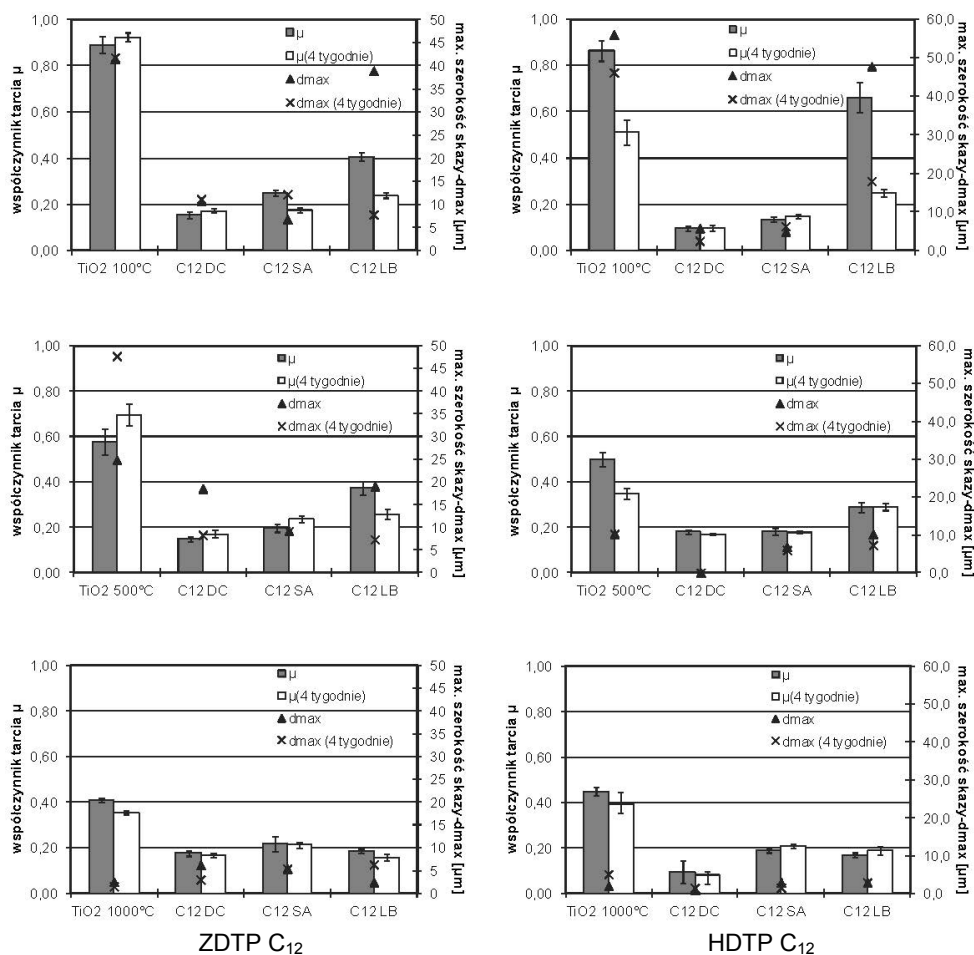 współczynnik tarcia µ
1,00
0,80
0,60
0,40
0,20
0,00
µ
µ(4 tygodnie)
dmax
dmax (4 tygodnie)
50
45
40
35
30
25
20
15
10
5
0
max. szerokość skazy-dmax [µm]
TiO2 100ºC C12 DC C12 SA C12 LB
współczynnik tarcia µ
1,00
0,80
0,60
0,40
0,20
0,00
µ
µ(4 tygodnie)
dmax
dmax (4 tygodnie)
60,0
50,0
40,0
30,0
20,0
10,0
0,0
max. szerokość skazy-dmax [µm]
TiO2 100ºC C12 DC C12 SA C12 LB
współczynnik tarcia µ
1,00
0,80
0,60
0,40
0,20
0,00
µ
µ(4 tygodnie)
dmax
dmax (4 tygodnie)
50
45
40
35
30
25
20
15
10
5
0
max. szerokość skazy-dmax [µm]
TiO2 500ºC C12 DC C12 SA C12 LB
współczynnik tarcia µ
1,00
0,80
0,60
0,40
0,20
0,00
µ
µ(4 tygodnie)
dmax
dmax (4 tygodnie)
60,0
50,0
40,0
30,0
20,0
10,0
0,0
max. szerokość skazy-dmax [µm]
TiO2 500ºC C12 DC C12 SA C12 LB
współczynnik tarcia µ
1,00
0,80
0,60
0,40
0,20
0,00
µ
µ(4 tygodnie)
dmax
dmax (4 tygodnie)
50
45
40
35
30
25
20
15
10
5
0
max. szerokość skazy-dmax [µm]
TiO2 1000ºC C12 DC C12 SA C12 LB
współczynnik tarcia µ
1,00
0,80
0,60
0,40
0,20
0,00
µ
µ(4 tygodnie)
dmax
dmax (4 tygodnie)
60,0
50,0
40,0
30,0
20,0
10,0
0,0
max. szerokość skazy-dmax [µm]
TiO2 1000ºC C12 DC C12 SA C12 LB
ZDTP C₁₂
HDTP C₁₂